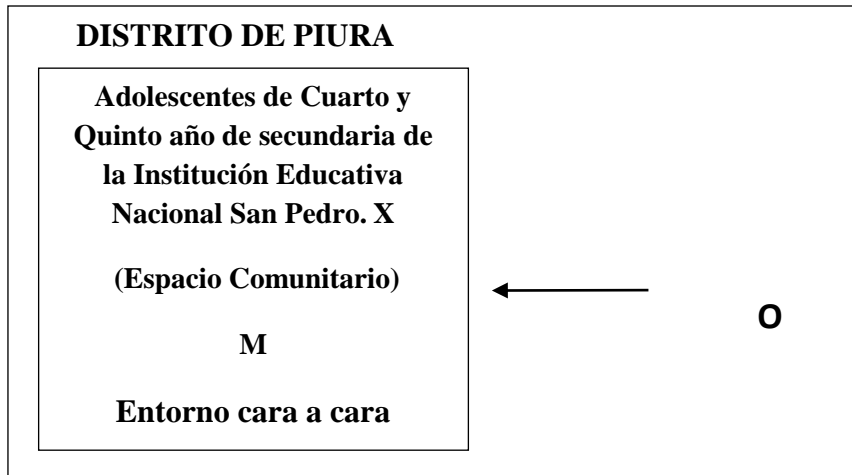 DISTRITO DE PIURA
Adolescentes de Cuarto y
Quinto año de secundaria de
la Institución Educativa
Nacional San Pedro. X
(Espacio Comunitario)
M
Entorno cara a cara
O